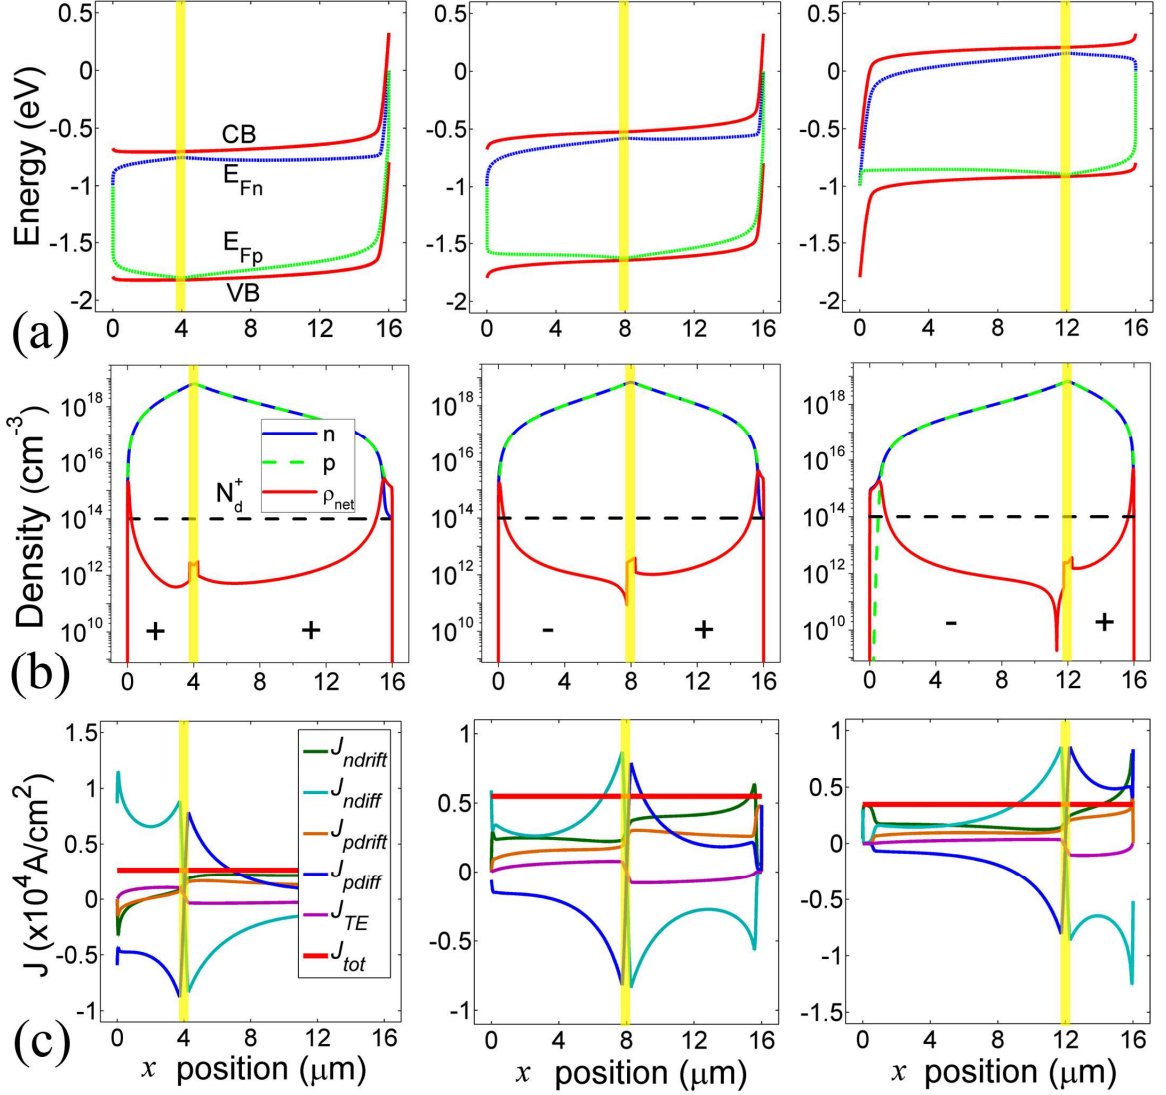 Energy (eV)
0.5
0
-0.5
-1
-1.5
-2
CB
E_Fn
E_Fp
VB
0 4 8 12 16
0.5
0
-0.5
-1
-1.5
-2
0 4 8 12 16
0.5
0
-0.5
-1
-1.5
-2
0 4 8 12 16
(a)
Density (cm^-3)
10^18
10^16
10^14
10^12
10^10
n
p
ρ_net
N_d^+
+ +
0 4 8 12 16
10^18
10^16
10^14
10^12
10^10
- +
0 4 8 12 16
10^18
10^16
10^14
10^12
10^10
- +
0 4 8 12 16
(b)
J (x10^4 A/cm^2)
1.5
1
0.5
0
-0.5
-1
J_ndrift
J_ndiff
J_pdrift
J_pdiff
J_TE
J_tot
0 4 8 12 16
x position (μm)
1
0.5
0
-0.5
-1
0 4 8 12 16
x position (μm)
1
0.5
0
-0.5
-1
-1.5
0 4 8 12 16
x position (μm)
(c)